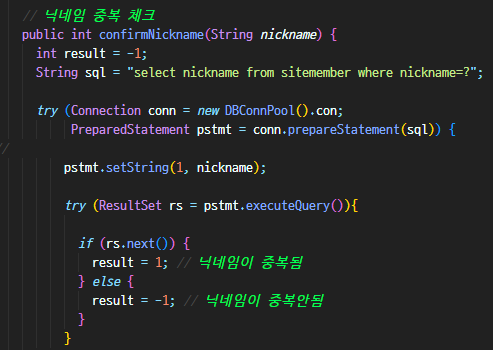 // 닉네임 중복 체크
public int confirmNickname(String nickname) {
int result = -1;
String sql = "select nickname from sitemember where nickname=?";
try (Connection conn = new DBConnPool().con;
PreparedStatement pstmt = conn.prepareStatement(sql)) {
//
pstmt.setString(1, nickname);
try (ResultSet rs = pstmt.executeQuery()){
if (rs.next()) {
result = 1; // 닉네임이 중복됨
} else {
result = -1; // 닉네임이 중복안됨
}
}